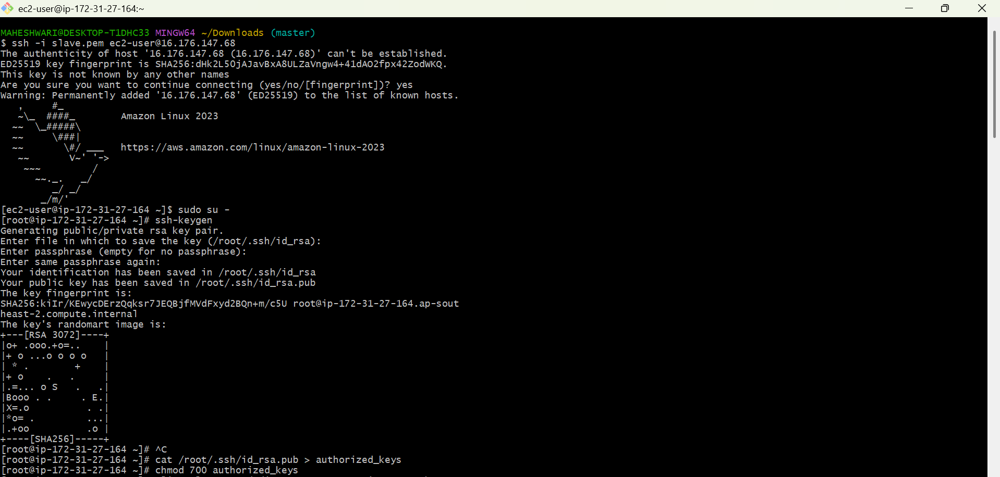 ec2-user@ip-172-31-27-164:~
MAHESHWARI@DESKTOP-T1DHC33 MINGW64 ~/Downloads (master)
$ ssh -i slave.pem ec2-user@16.176.147.68
The authenticity of host '16.176.147.68 (16.176.147.68)' can't be established.
ED25519 key fingerprint is SHA256:dHk2L5OjAJavBxA8ULZaVngw4+41dAO2fpx42ZodWKQ.
This key is not known by any other names
Are you sure you want to continue connecting (yes/no/[fingerprint])? yes
Warning: Permanently added '16.176.147.68' (ED25519) to the list of known hosts.
   ,     #_
   ~\_  ####_        Amazon Linux 2023
  ~~  \_#####\
  ~~     \###|
  ~~       \#/ ___   https://aws.amazon.com/linux/amazon-linux-2023
   ~~       V~' '->
    ~~~         /
      ~~._.   _/
         _/ _/
       _/m/'
[ec2-user@ip-172-31-27-164 ~]$ sudo su -
[root@ip-172-31-27-164 ~]# ssh-keygen
Generating public/private rsa key pair.
Enter file in which to save the key (/root/.ssh/id_rsa):
Enter passphrase (empty for no passphrase):
Enter same passphrase again:
Your identification has been saved in /root/.ssh/id_rsa
Your public key has been saved in /root/.ssh/id_rsa.pub
The key fingerprint is:
SHA256:kiIr/KEwycDErzQqksr7JEQBjfMVdFxyd2BQn+m/c5U root@ip-172-31-27-164.ap-sout
heast-2.compute.internal
The key's randomart image is:
+---[RSA 3072]----+
|o+ .ooo.+o=..    |
|+ o ...o o o o   |
| * .        +    |
|+ o    .   .     |
|.=... o S   .   .|
|Booo . .     . E.|
|X=.o          . .|
|*o= .         ...|
|.+oo          .o |
+----[SHA256]-----+
[root@ip-172-31-27-164 ~]# ^C
[root@ip-172-31-27-164 ~]# cat /root/.ssh/id_rsa.pub > authorized_keys
[root@ip-172-31-27-164 ~]# chmod 700 authorized_keys